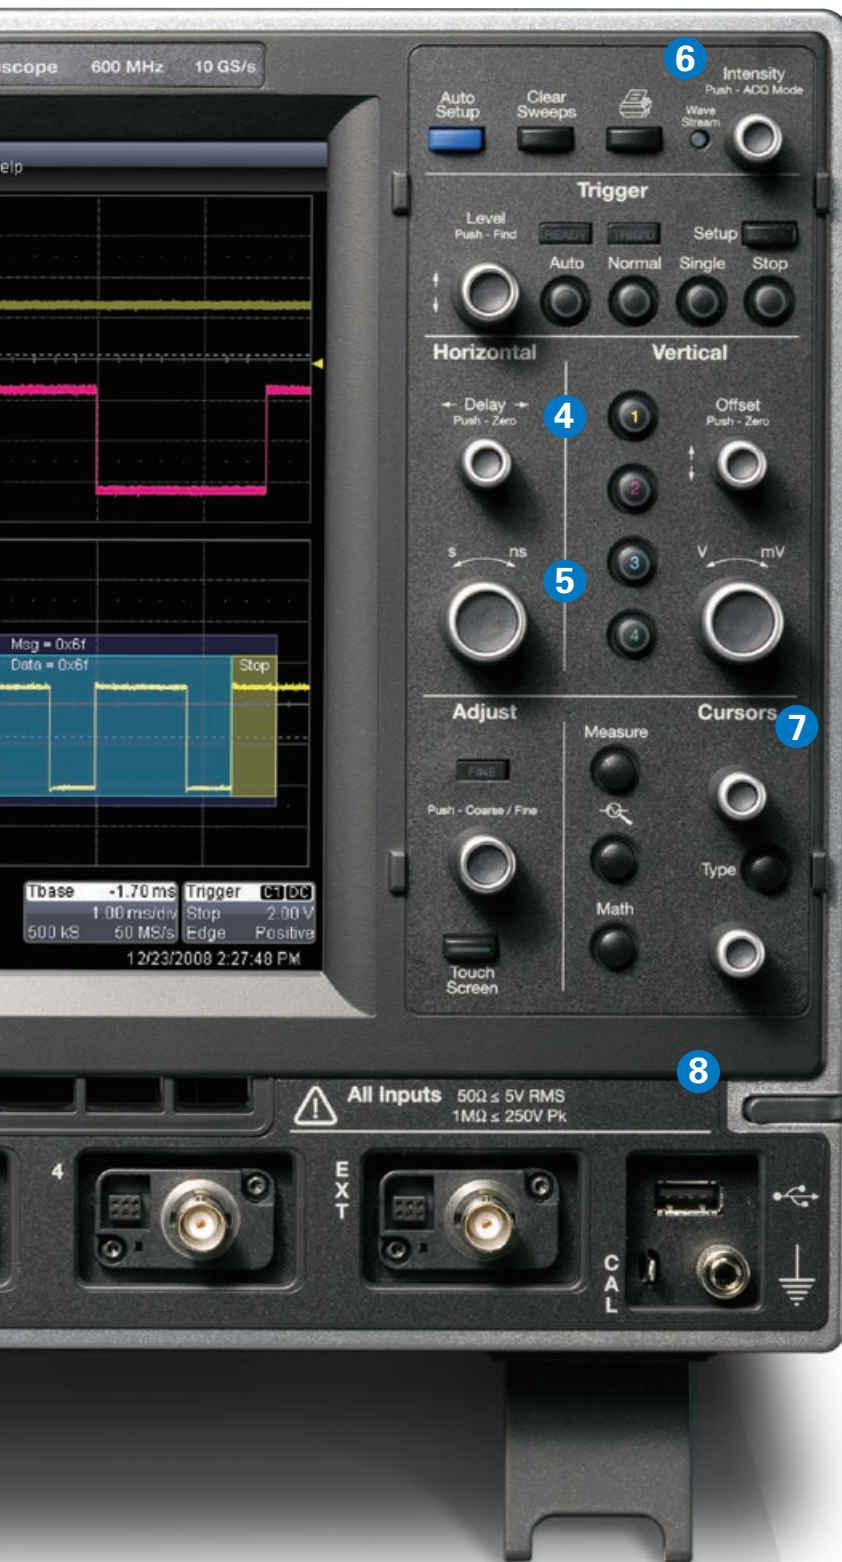 scope 600 MHz 10 GS/s
6
Intensity
Push - ACQ Mode
Auto
Setup
Clear
Sweeps
Wave
Stream
elp
Trigger
Level
Push - Find
READY
TRIG'D
Setup
Auto Normal Single Stop
Horizontal
Vertical
← Delay →
Push - Zero
4
1
Offset
Push - Zero
2
s ns
5
3
V mV
4
Msg = 0x6f
Data = 0x6f
Stop
Adjust
Cursors
7
Measure
FINE
Push - Coarse / Fine
Type
Math
Touch
Screen
Tbase -1.70 ms
1.00 ms/div
500 kS 50 MS/s
Trigger C1 DC
Stop 2.00 V
Edge Positive
12/23/2008 2:27:48 PM
8
All Inputs 50Ω ≤ 5V RMS
1MΩ ≤ 250V Pk
4
EXT
CAL